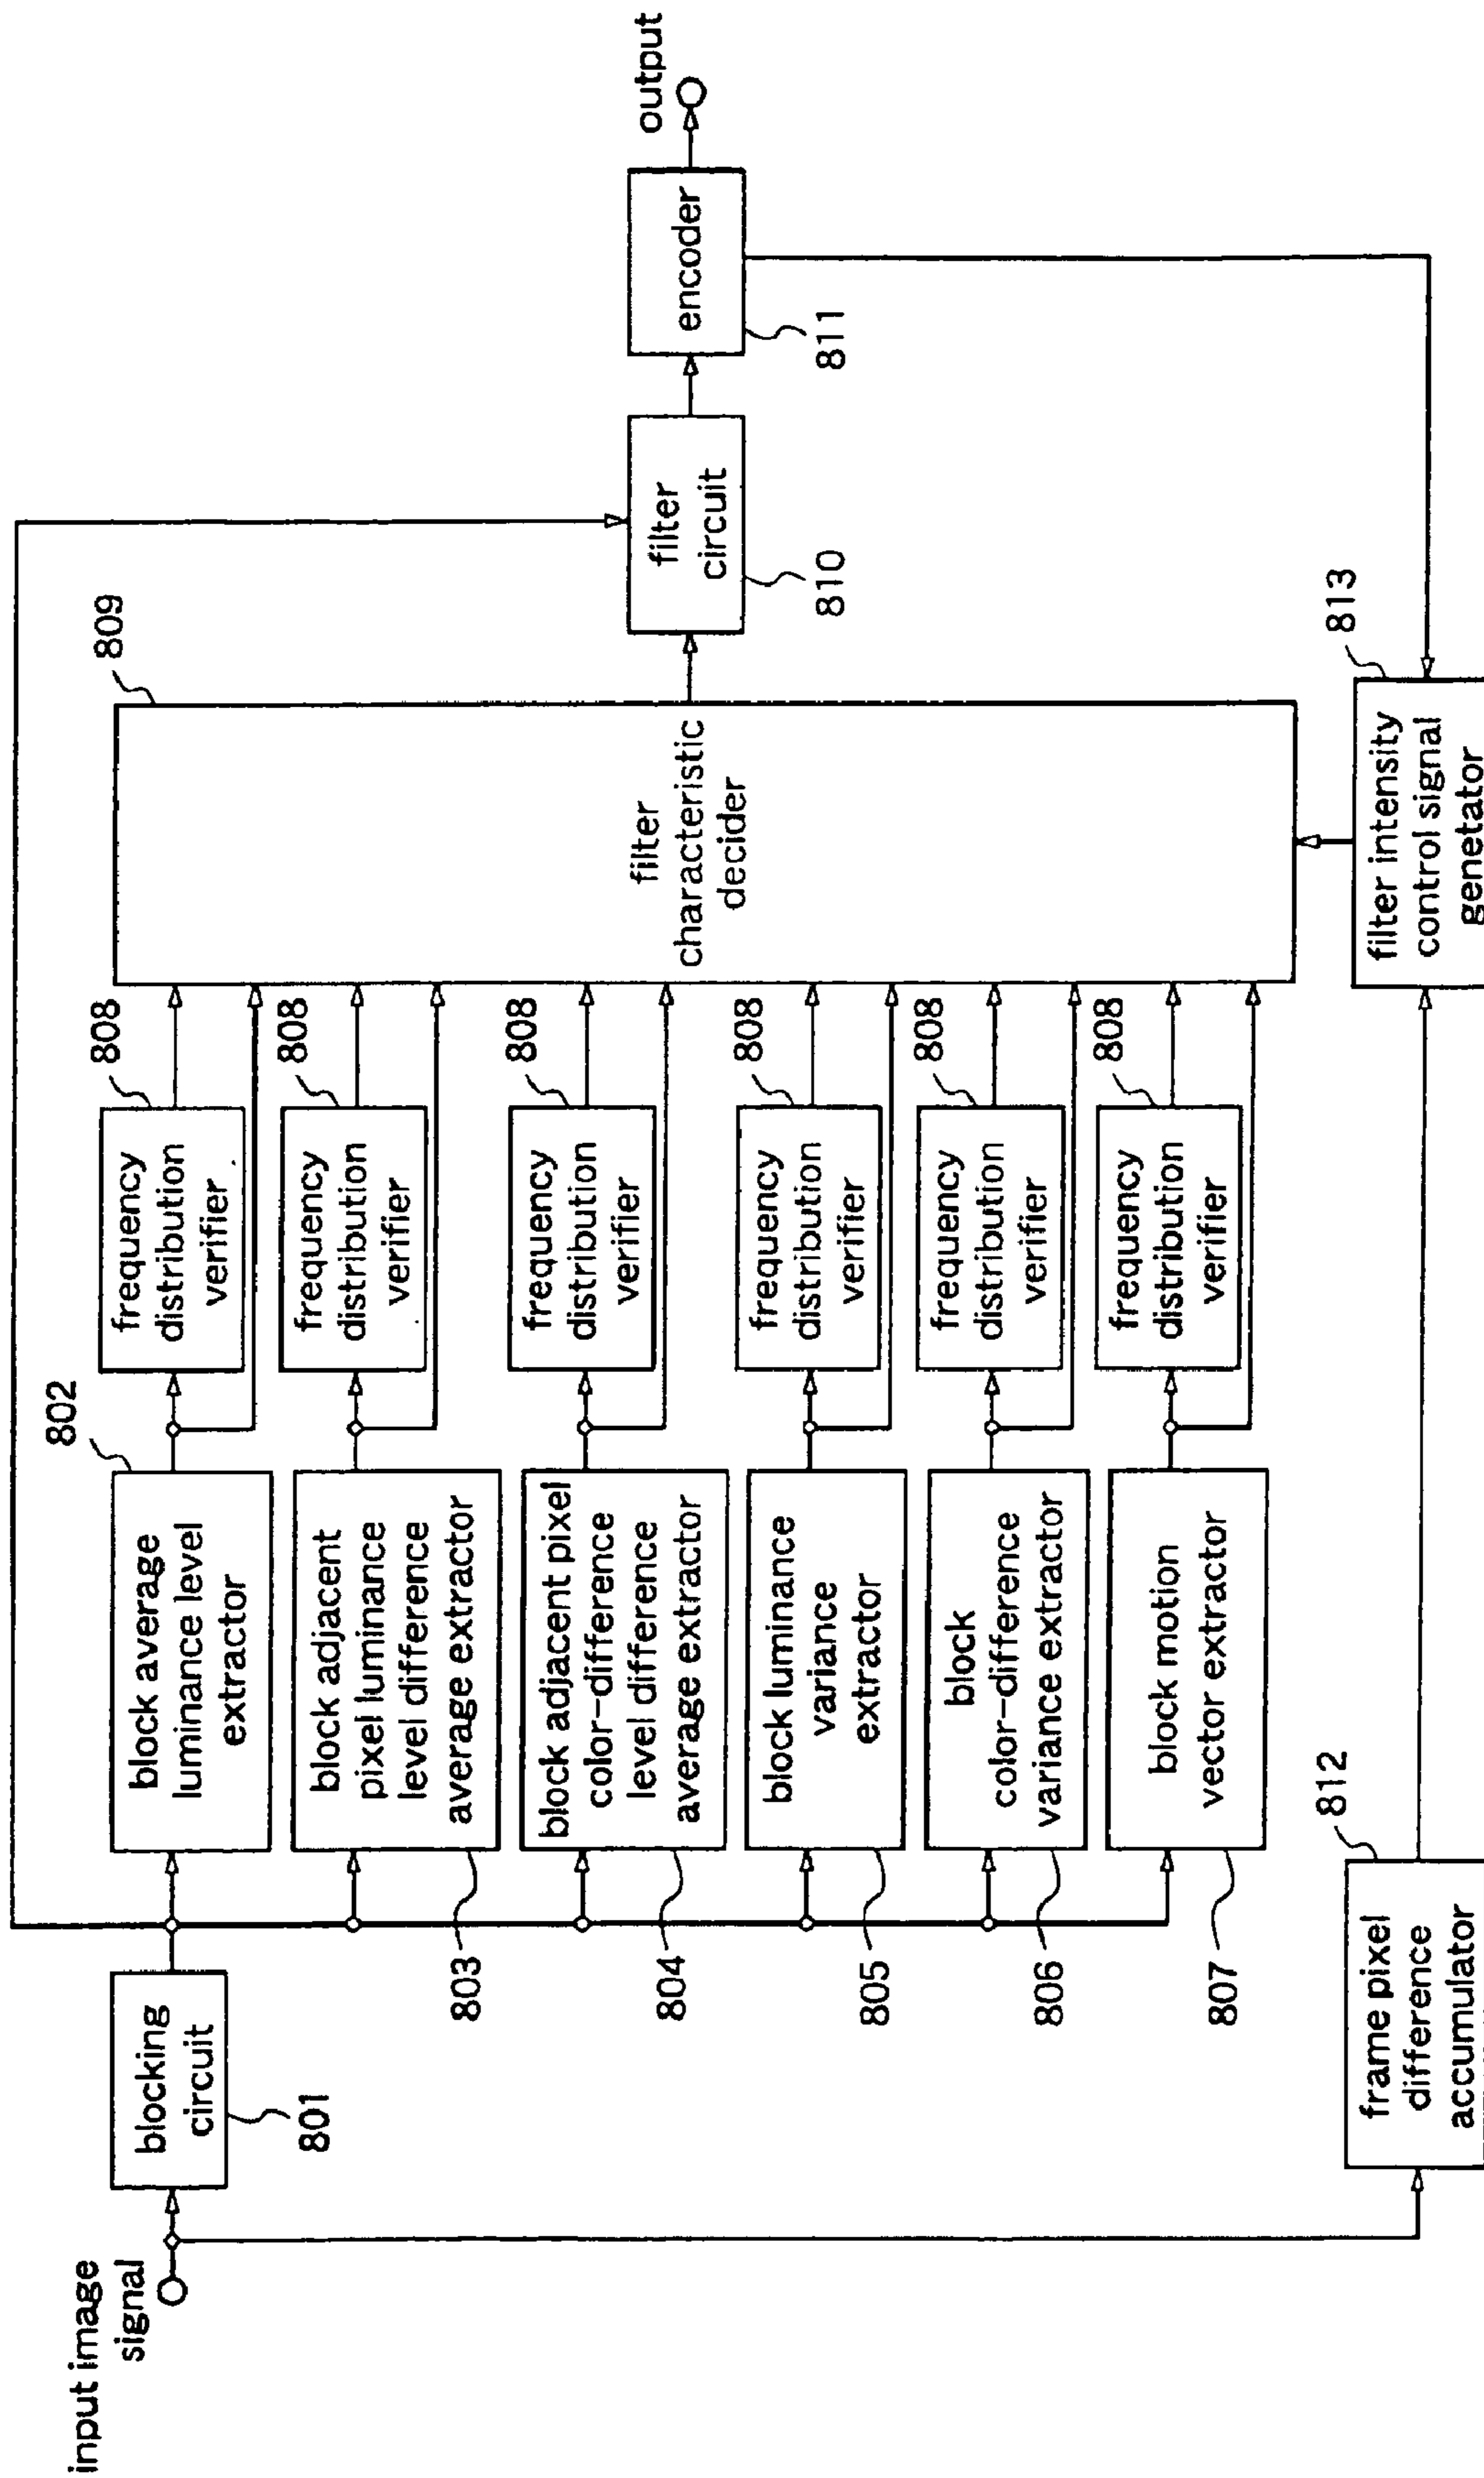 input image
signal
blocking
circuit
801
802
block average
luminance level
extractor
block adjacent
pixel luminance
level difference
average extractor
803
block adjacent pixel
color-difference
level difference
average extractor
804
block luminance
variance
extractor
805
block
color-difference
variance extractor
806
block motion
vector extractor
807
808
frequency
distribution
verifier
808
frequency
distribution
verifier
808
frequency
distribution
verifier
808
frequency
distribution
verifier
808
frequency
distribution
verifier
808
frequency
distribution
verifier
809
filter
characteristic
decider
filter
circuit
810
encoder
811
output
812
frame pixel
difference
accumulator
813
filter intensity
control signal
genetator